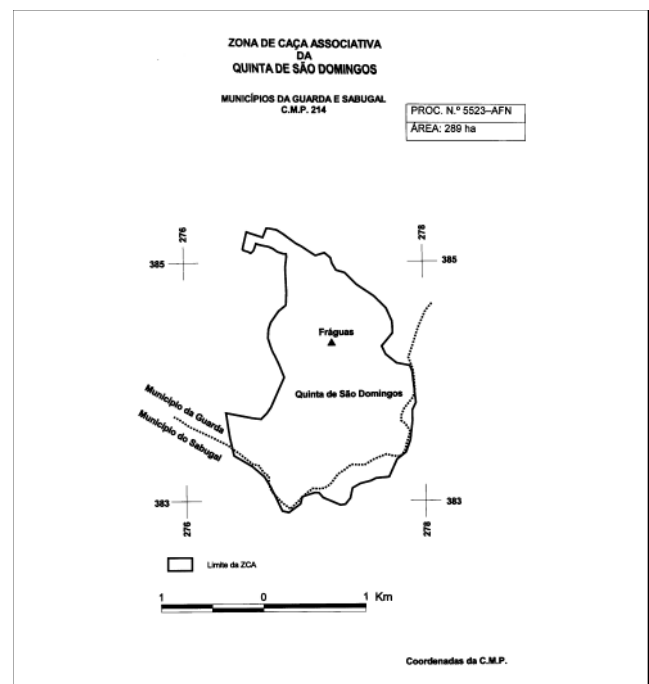 ZONA DE CAÇA ASSOCIATIVA
DA
QUINTA DE SÃO DOMINGOS
MUNICÍPIOS DA GUARDA E SABUGAL
C.M.P. 214
PROC. N.º 5523–AFN
ÁREA: 289 ha
276
278
385
385
Fráguas
Quinta de São Domingos
Município da Guarda
Município do Sabugal
383
383
276
278
Limite da ZCA
1 0 1 Km
Coordenadas da C.M.P.